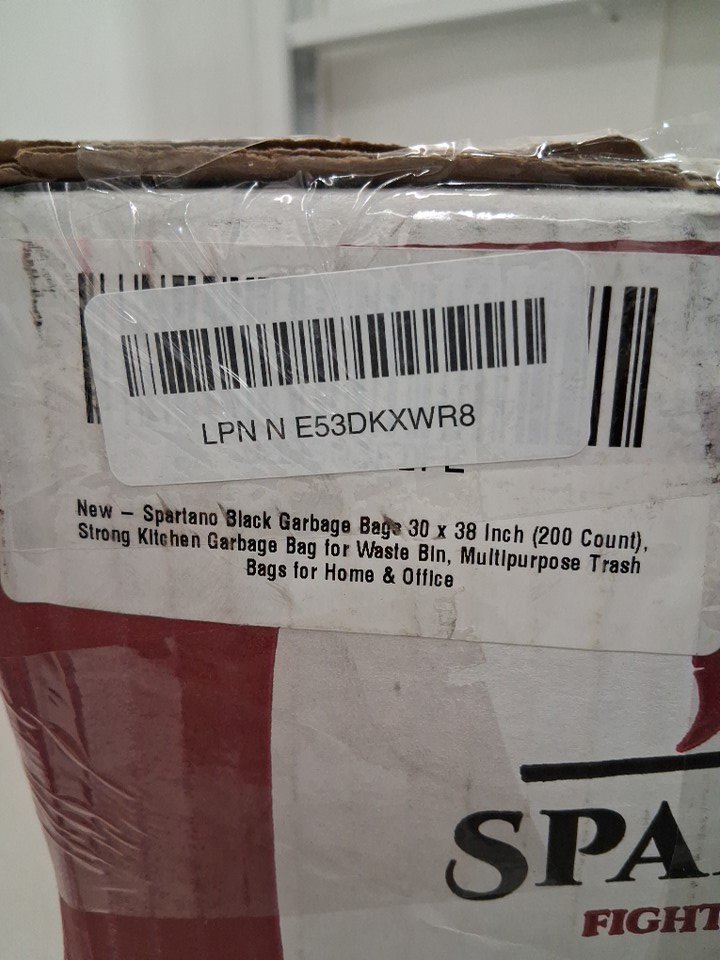 LPN N E53DKXWR8
New – Spartano Black Garbage Bags 30 x 38 Inch (200 Count),
Strong Kitchen Garbage Bag for Waste Bin, Multipurpose Trash
Bags for Home & Office
SPA
FIGHT